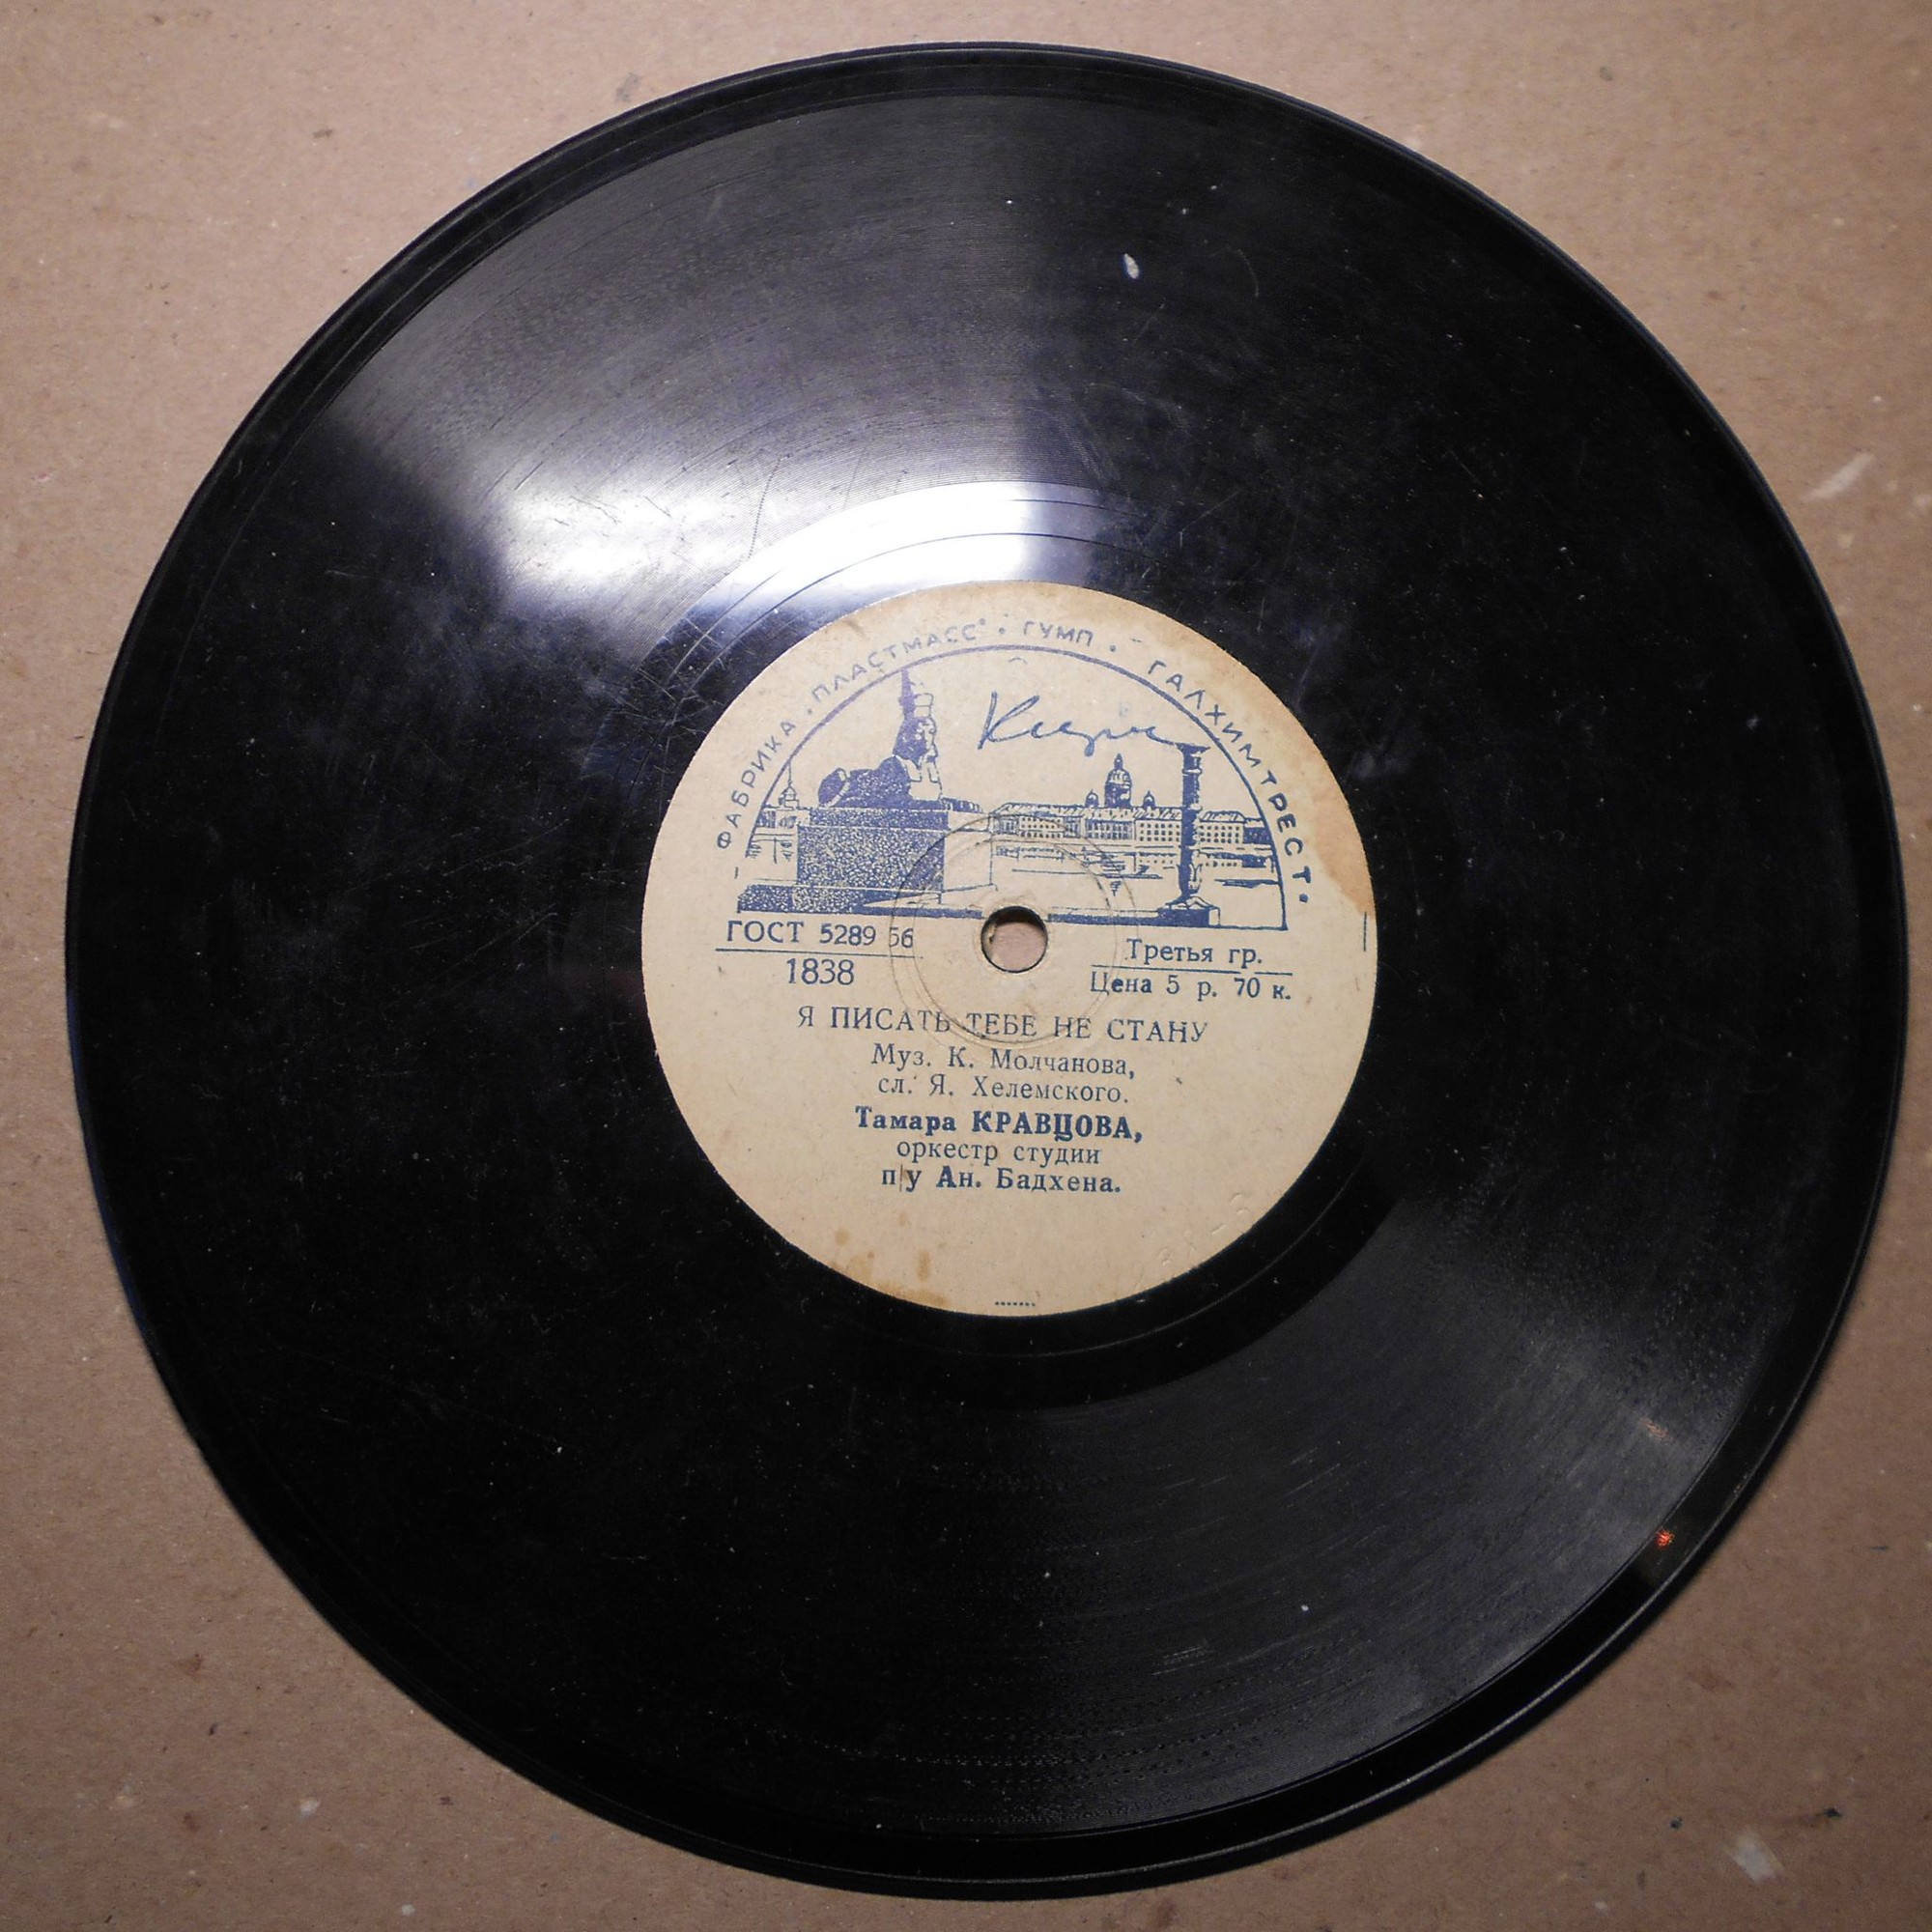 ФАБРИКА „ПЛАСТМАСС“ · ГУМП · ГАЛХИМТРЕСТ.
ГОСТ 5289 56
1838
Третья гр.
Цена 5 р. 70 к.
Я ПИСАТЬ ТЕБЕ НЕ СТАНУ
Муз. К. Молчанова,
сл. Я. Хелемского.
Тамара КРАВЦОВА,
оркестр студии
п/у Ан. Бадхена.